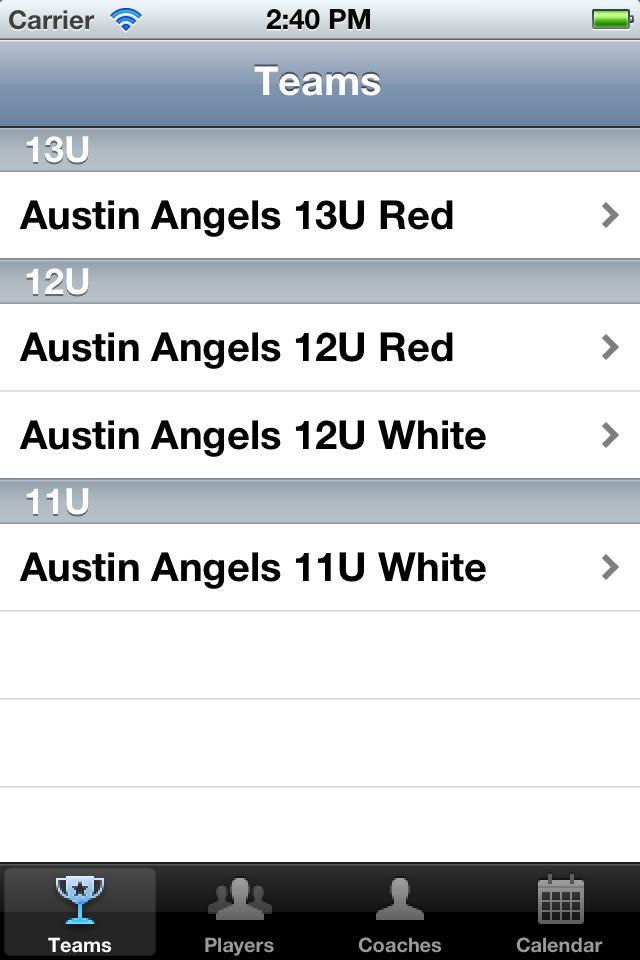 Carrier 2:40 PM
Teams
13U
Austin Angels 13U Red
12U
Austin Angels 12U Red
Austin Angels 12U White
11U
Austin Angels 11U White
Teams Players Coaches Calendar